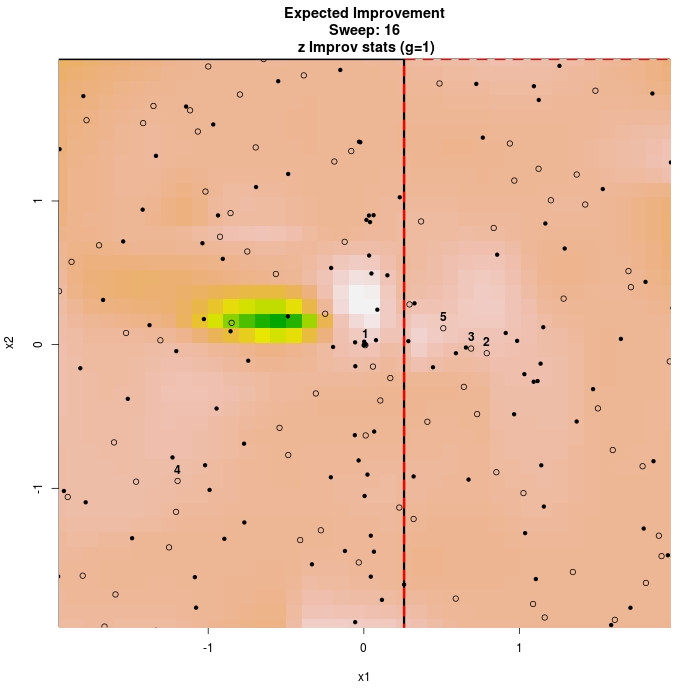 Expected Improvement
Sweep: 16
z Improv stats (g=1)
x2
1
0
-1
1
5
3
2
4
-1
0
1
x1